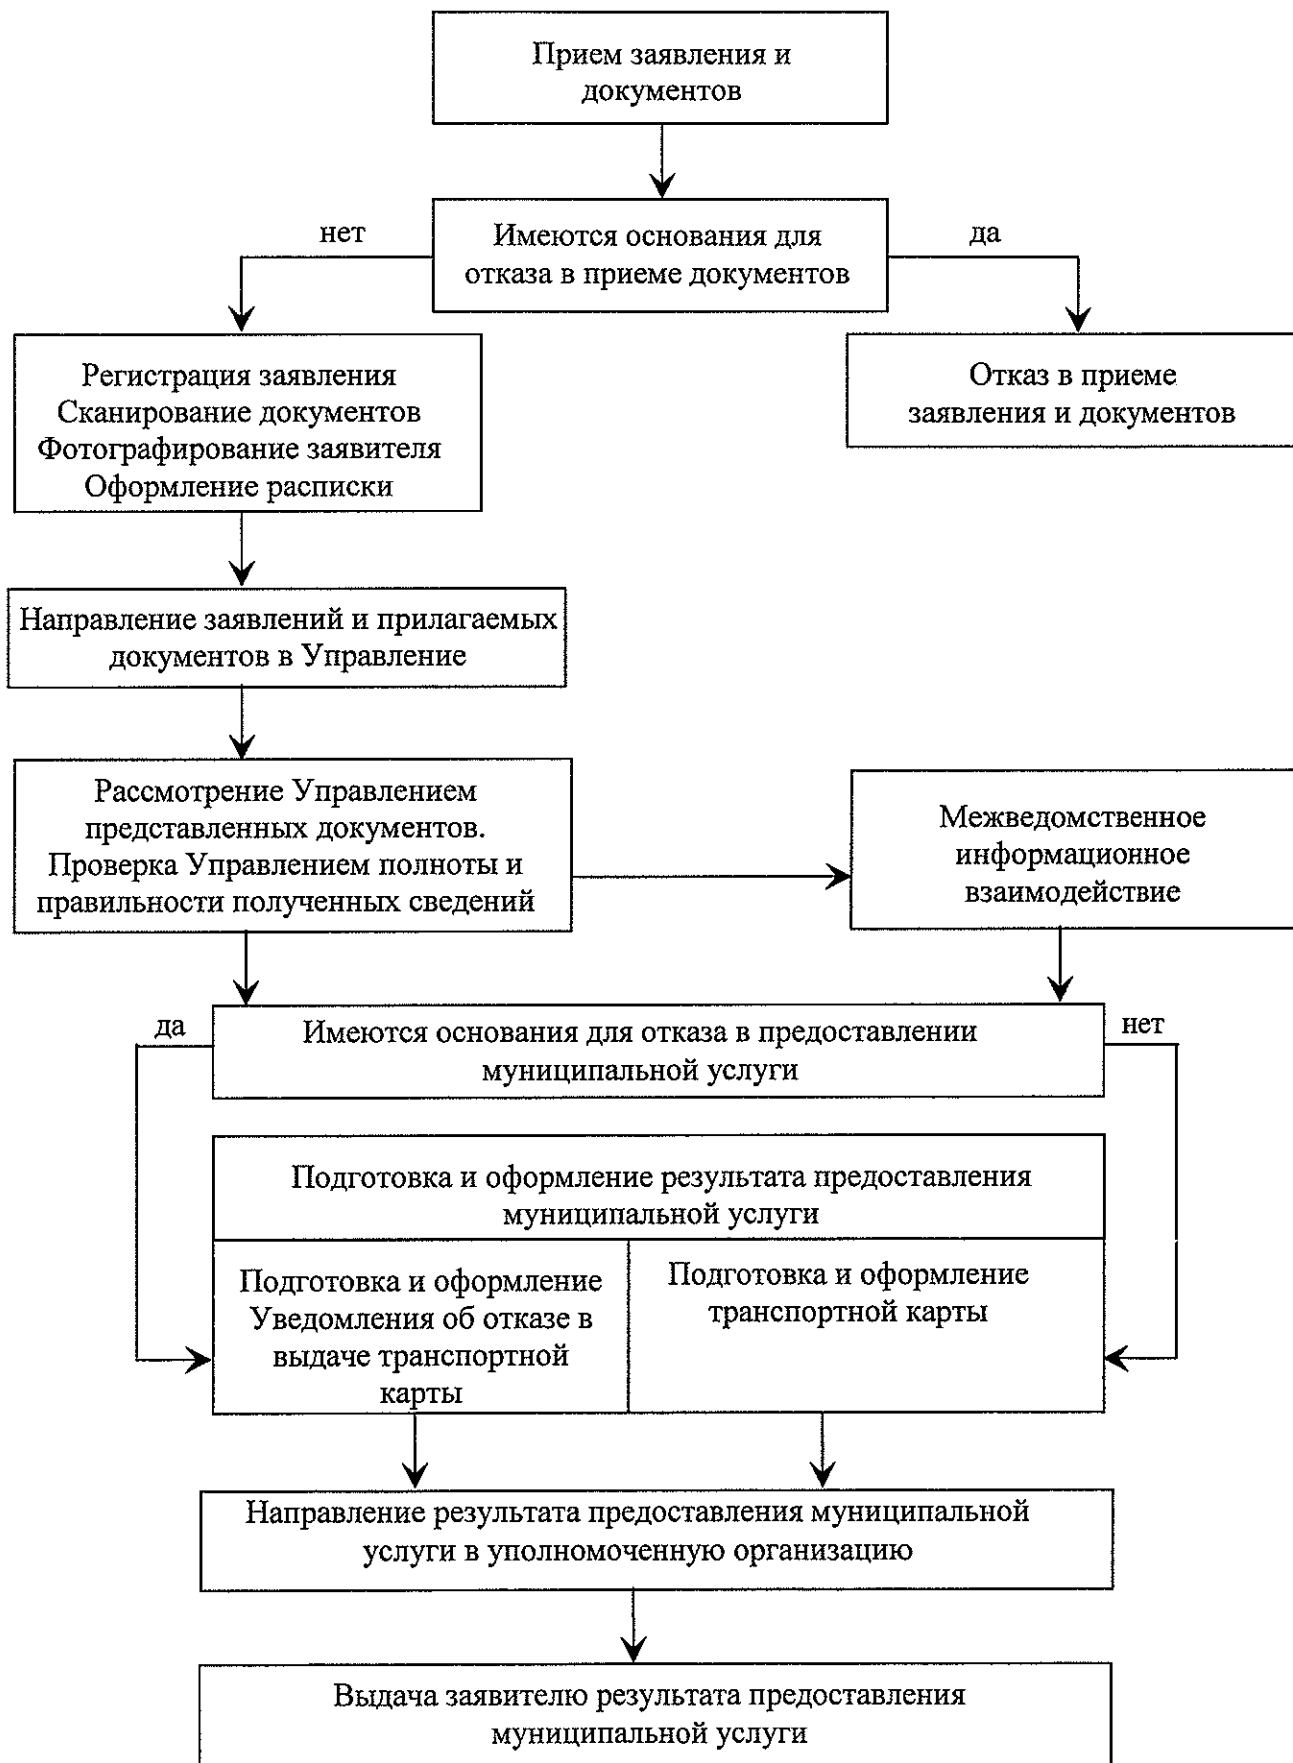 Прием заявления и
документов
нет
Имеются основания для
отказа в приеме документов
да
Регистрация заявления
Сканирование документов
Фотографирование заявителя
Оформление расписки
Отказ в приеме
заявления и документов
Направление заявлений и прилагаемых
документов в Управление
Рассмотрение Управлением
представленных документов.
Проверка Управлением полноты и
правильности полученных сведений
Межведомственное
информационное
взаимодействие
да
Имеются основания для отказа в предоставлении
муниципальной услуги
нет
Подготовка и оформление результата предоставления
муниципальной услуги
Подготовка и оформление
Уведомления об отказе в
выдаче транспортной
карты
Подготовка и оформление
транспортной карты
Направление результата предоставления муниципальной
услуги в уполномоченную организацию
Выдача заявителю результата предоставления
муниципальной услуги